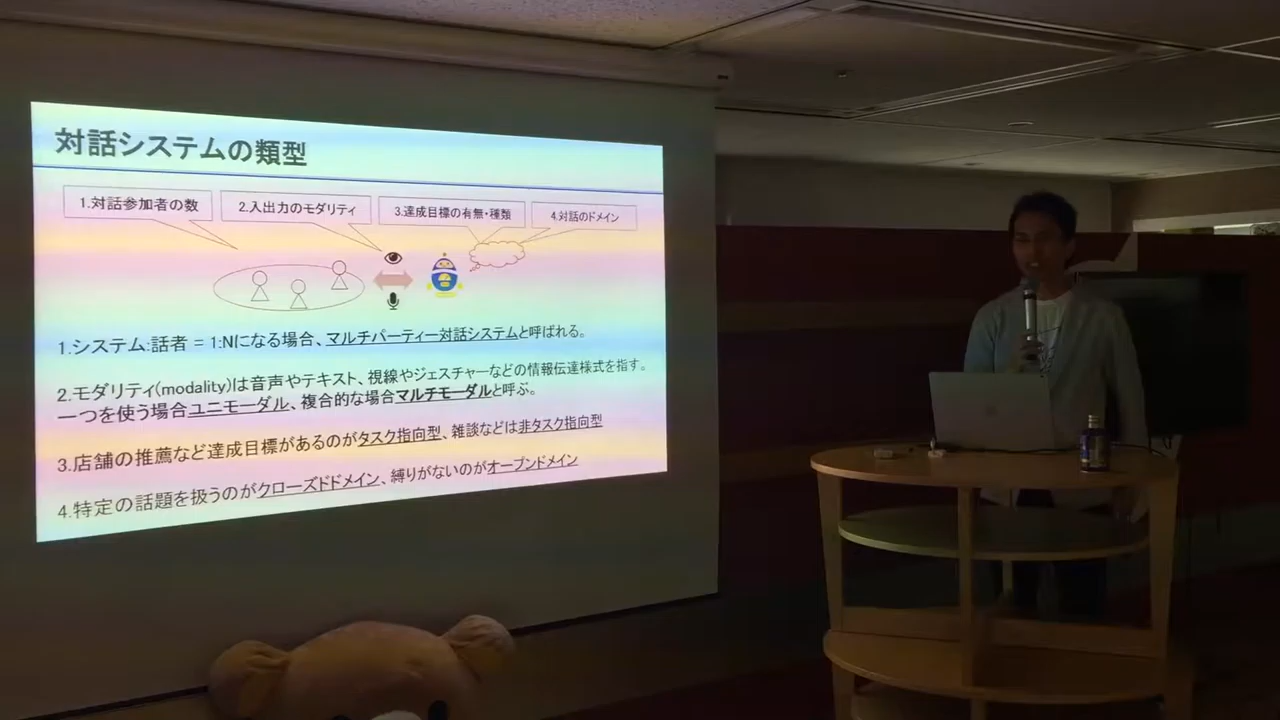 対話システムの類型
1.対話参加者の数
2.入出力のモダリティ
3.達成目標の有無・種類
4.対話のドメイン
1.システム:話者 = 1:Nになる場合、マルチパーティー対話システムと呼ばれる。
2.モダリティ(modality)は音声やテキスト、視線やジェスチャーなどの情報伝達様式を指す。
一つを使う場合ユニモーダル、複合的な場合マルチモーダルと呼ぶ。
3.店舗の推薦など達成目標があるのがタスク指向型、雑談などは非タスク指向型
4.特定の話題を扱うのがクローズドドメイン、縛りがないのがオープンドメイン